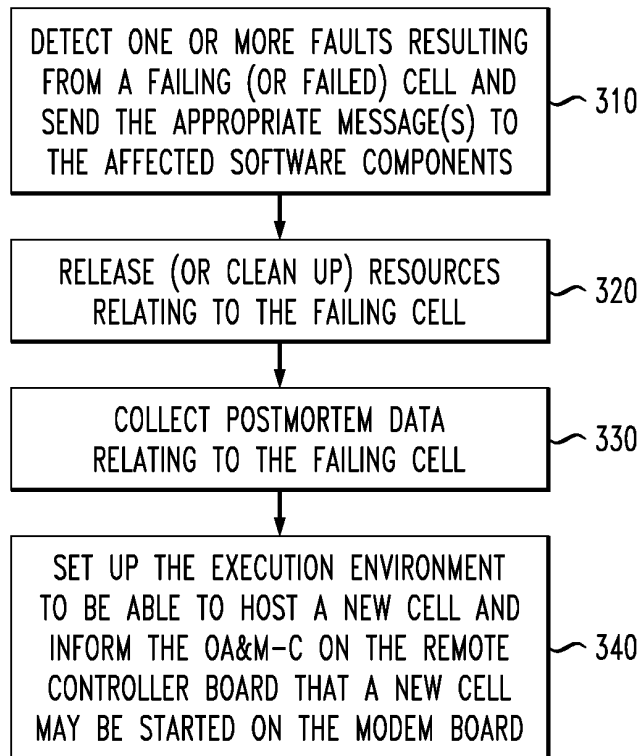 DETECT ONE OR MORE FAULTS RESULTING
FROM A FAILING (OR FAILED) CELL AND
SEND THE APPROPRIATE MESSAGE(S) TO
THE AFFECTED SOFTWARE COMPONENTS
310
RELEASE (OR CLEAN UP) RESOURCES
RELATING TO THE FAILING CELL
320
COLLECT POSTMORTEM DATA
RELATING TO THE FAILING CELL
330
SET UP THE EXECUTION ENVIRONMENT
TO BE ABLE TO HOST A NEW CELL AND
INFORM THE OA&M-C ON THE REMOTE
CONTROLLER BOARD THAT A NEW CELL
MAY BE STARTED ON THE MODEM BOARD
340